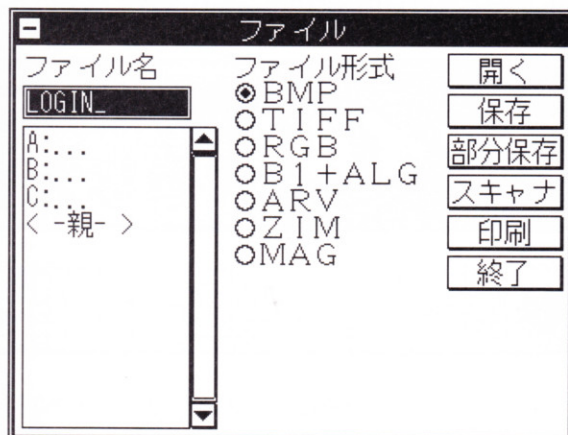 ファイル
ファイル名
LOGIN_
A:...
B:...
C:...
< -親- >
ファイル形式
BMP
TIFF
RGB
B1+ALG
ARV
ZIM
MAG
開く
保存
部分保存
スキャナ
印刷
終了